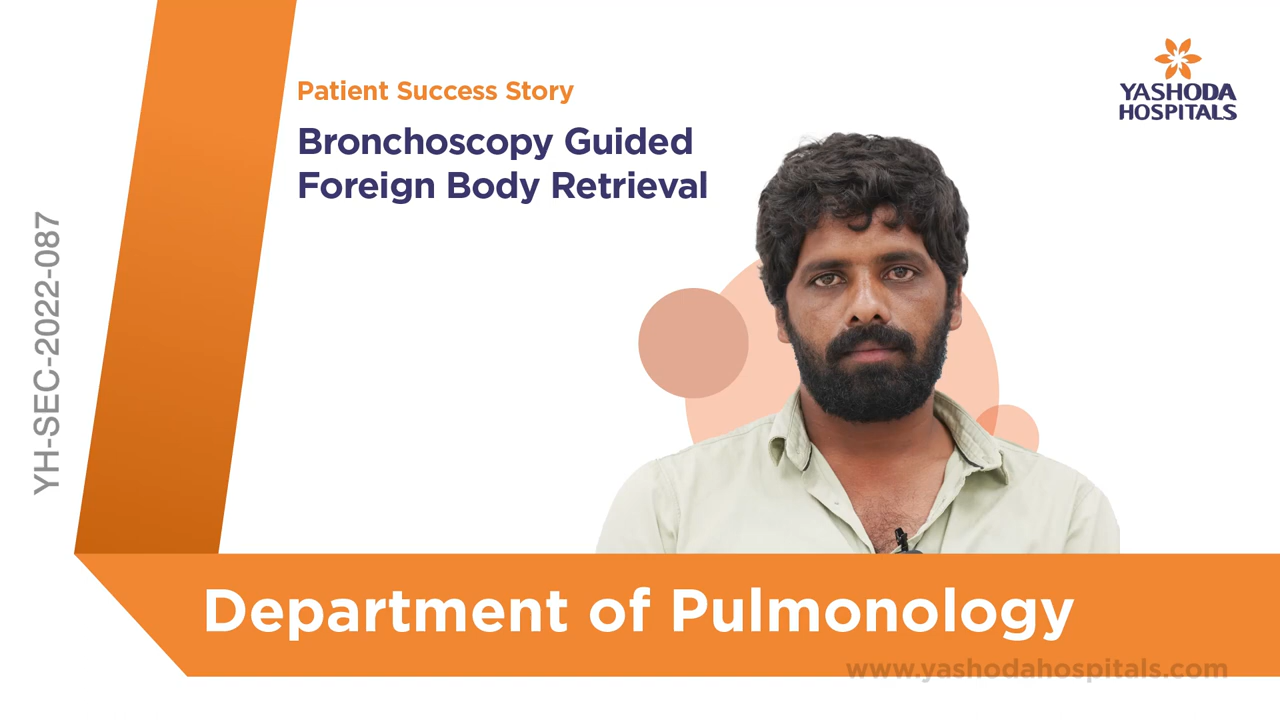 Patient Success Story
Bronchoscopy Guided
Foreign Body Retrieval
YASHODA
HOSPITALS
YH-SEC-2022-087
Department of Pulmonology
www.yashodahospitals.com